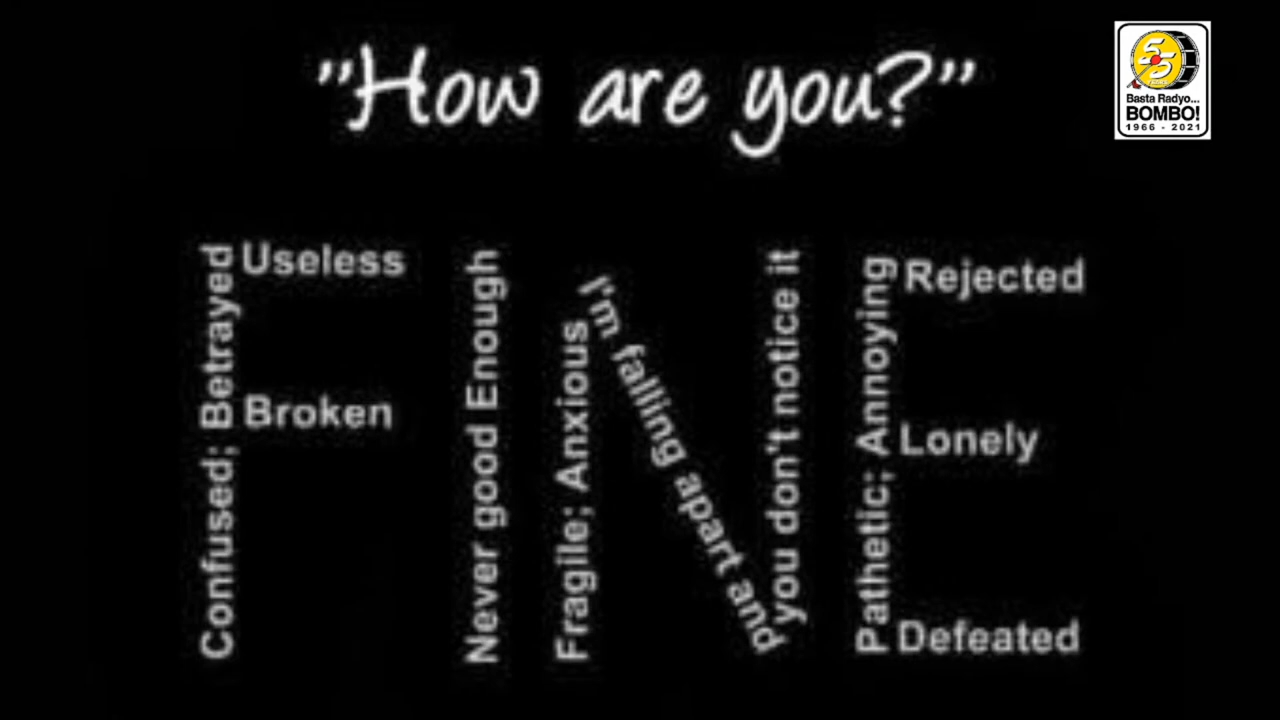 "How are you?"
55
Basta Radyo...
BOMBO!
1966 - 2021
Confused; Betrayed
Useless
Broken
Never good Enough
Fragile; Anxious
I'm falling apart and
you don't notice it
Pathetic; Annoying
Rejected
Lonely
Defeated